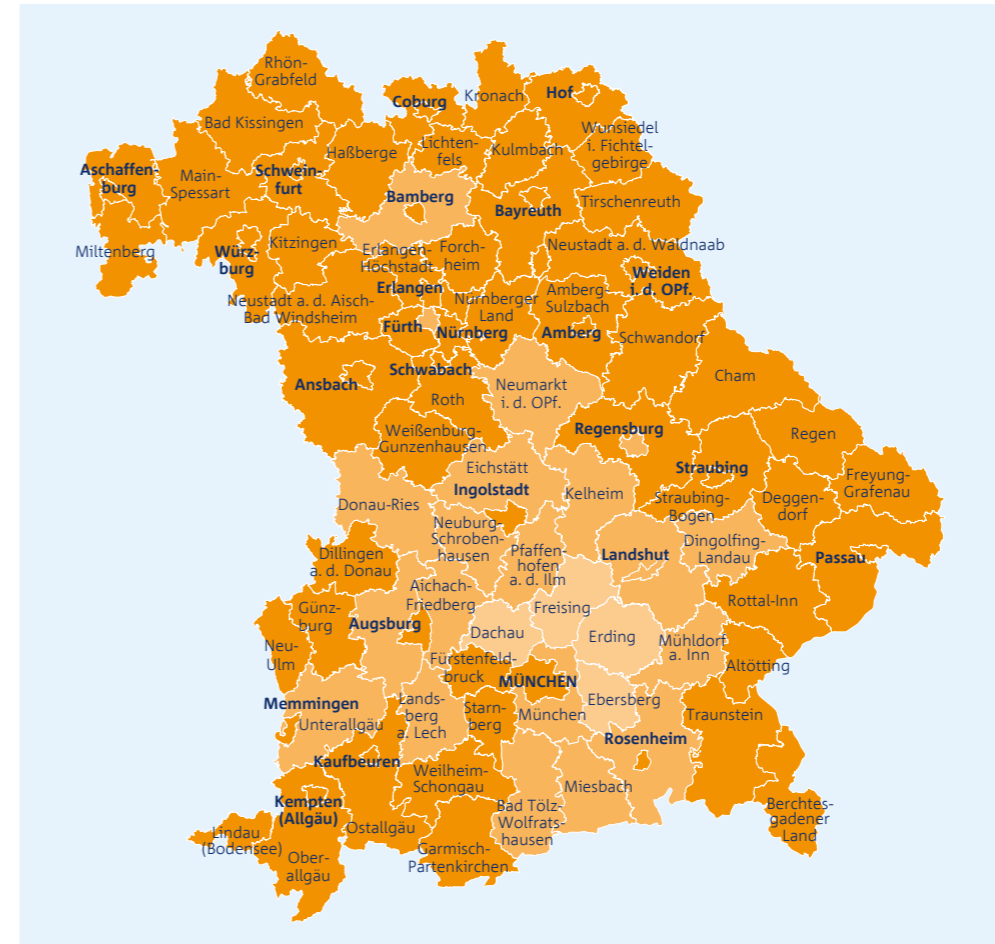 Rhön-
Grabfeld
Coburg
Kronach
Hof
Bad Kissingen
Wunsiedel
i. Fichtel-
gebirge
Haßberge
Lichten-
fels
Kulmbach
Aschaffen-
burg
Main-
Spessart
Schwein-
furt
Bamberg
Bayreuth
Tirschenreuth
Miltenberg
Würz-
burg
Kitzingen
Erlangen-
Höchstadt
Forch-
heim
Neustadt a. d. Waldnaab
Weiden
i. d. OPf.
Neustadt a. d. Aisch-
Bad Windsheim
Erlangen
Nürnberger
Land
Amberg-
Sulzbach
Fürth
Nürnberg
Amberg
Schwandorf
Ansbach
Schwabach
Roth
Neumarkt
i. d. OPf.
Cham
Weißenburg-
Gunzenhausen
Regensburg
Regen
Eichstätt
Ingolstadt
Kelheim
Straubing
Straubing-
Bogen
Deggen-
dorf
Freyung-
Grafenau
Donau-Ries
Neuburg-
Schroben-
hausen
Pfaffen-
hofen
a. d. Ilm
Landshut
Dingolfing-
Landau
Passau
Dillingen
a. d. Donau
Aichach-
Friedberg
Freising
Rottal-Inn
Günz-
burg
Augsburg
Dachau
Erding
Mühldorf
a. Inn
Altötting
Neu-
Ulm
Fürstenfeld-
bruck
MÜNCHEN
Ebersberg
Memmingen
Unterallgäu
Lands-
berg
a. Lech
Starn-
berg
München
Traunstein
Rosenheim
Kaufbeuren
Weilheim-
Schongau
Miesbach
Kempten
(Allgäu)
Ostallgäu
Bad Tölz-
Wolfrats-
hausen
Berchtes-
gadener
Land
Lindau
(Bodensee)
Ober-
allgäu
Garmisch-
Partenkirchen